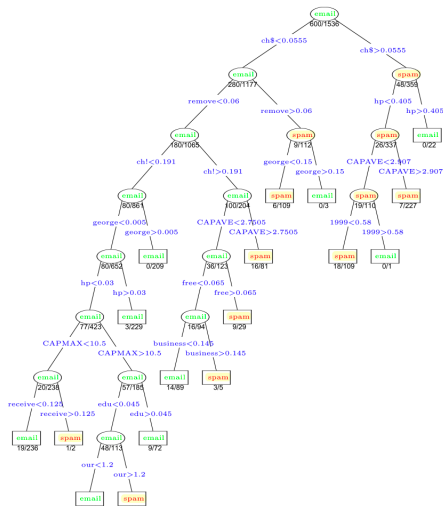 email
600/1536
ch$<0.0555
ch$>0.0555
email
280/1177
spam
48/359
remove<0.06
remove>0.06
hp<0.405
hp>0.405
email
180/1065
spam
9/112
spam
26/337
email
0/22
ch!<0.191
ch!>0.191
george<0.15
george>0.15
CAPAVE<2.907
CAPAVE>2.907
email
80/861
email
100/204
spam
6/109
email
0/3
spam
19/110
spam
7/227
george<0.005
george>0.005
CAPAVE<2.7505
CAPAVE>2.7505
1999<0.58
1999>0.58
email
80/652
email
0/209
email
36/123
spam
16/81
spam
18/109
email
0/1
hp<0.03
hp>0.03
free<0.065
free>0.065
email
77/423
email
3/229
email
16/94
spam
9/29
CAPMAX<10.5
CAPMAX>10.5
business<0.145
business>0.145
email
20/238
email
57/185
email
14/89
spam
3/5
receive<0.125
receive>0.125
edu<0.045
edu>0.045
email
19/236
spam
1/2
email
48/113
email
9/72
our<1.2
our>1.2
email
spam